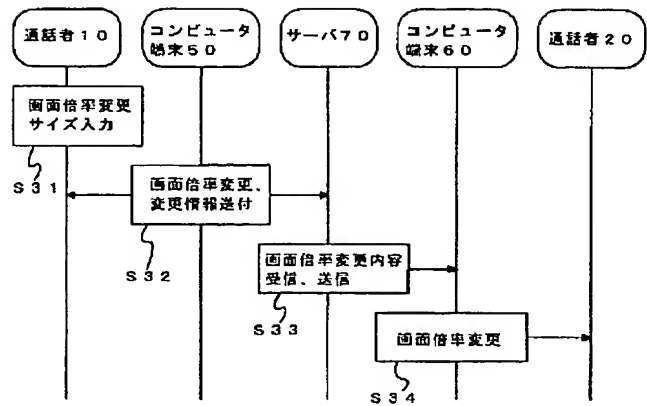 通話者10
コンピュータ
端末50
サーバ70
コンピュータ
端末60
通話者20
画面倍率変更
サイズ入力
S31
画面倍率変更、
変更情報送付
S32
画面倍率変更内容
受信、送信
S33
画面倍率変更
S34